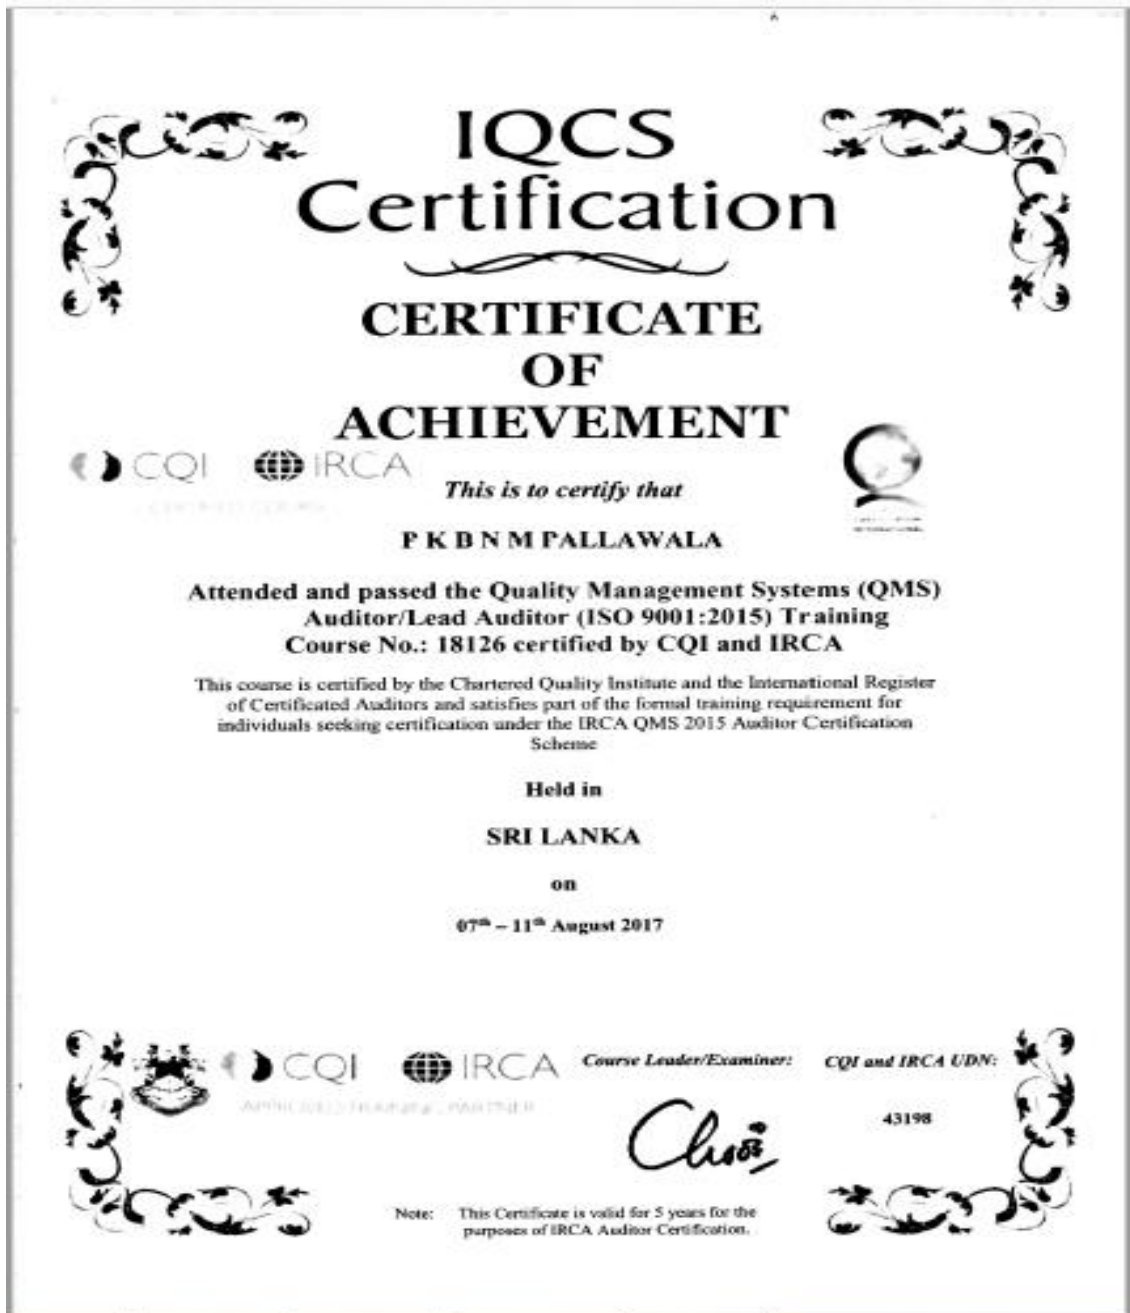 IQCS
Certification
CERTIFICATE
OF
ACHIEVEMENT
CQI IRCA
This is to certify that
P K B N M PALLAWALA
Attended and passed the Quality Management Systems (QMS)
Auditor/Lead Auditor (ISO 9001:2015) Training
Course No.: 18126 certified by CQI and IRCA
This course is certified by the Chartered Quality Institute and the International Register
of Certificated Auditors and satisfies part of the formal training requirement for
individuals seeking certification under the IRCA QMS 2015 Auditor Certification
Scheme
Held in
SRI LANKA
on
07th – 11th August 2017
CQI IRCA
APPROVED TRAINING PARTNER
Course Leader/Examiner:
CQI and IRCA UDN:
43198
Note: This Certificate is valid for 5 years for the
purposes of IRCA Auditor Certification.